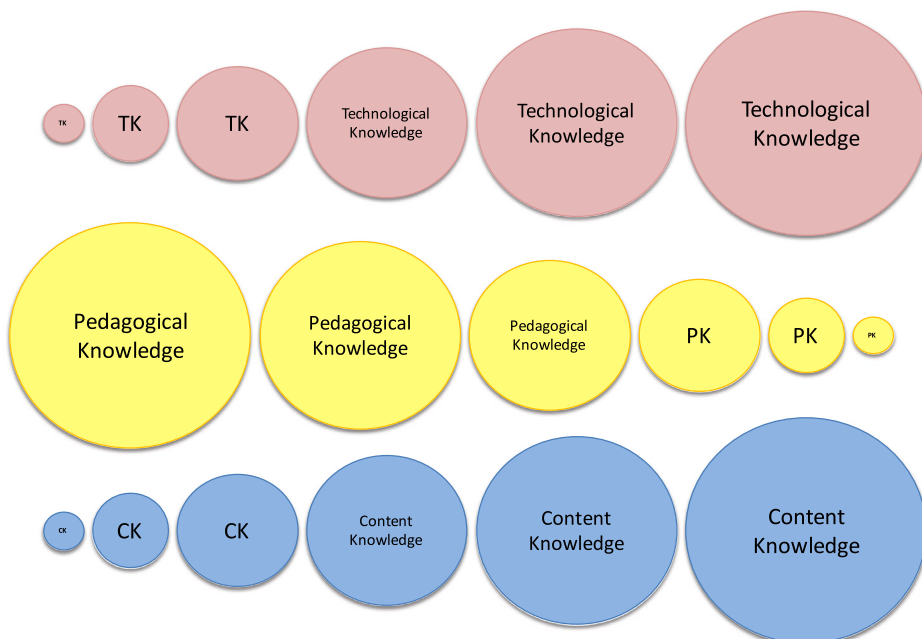 TK
TK
TK
Technological
Knowledge
Technological
Knowledge
Technological
Knowledge
Pedagogical
Knowledge
Pedagogical
Knowledge
Pedagogical
Knowledge
PK
PK
PK
CK
CK
CK
Content
Knowledge
Content
Knowledge
Content
Knowledge